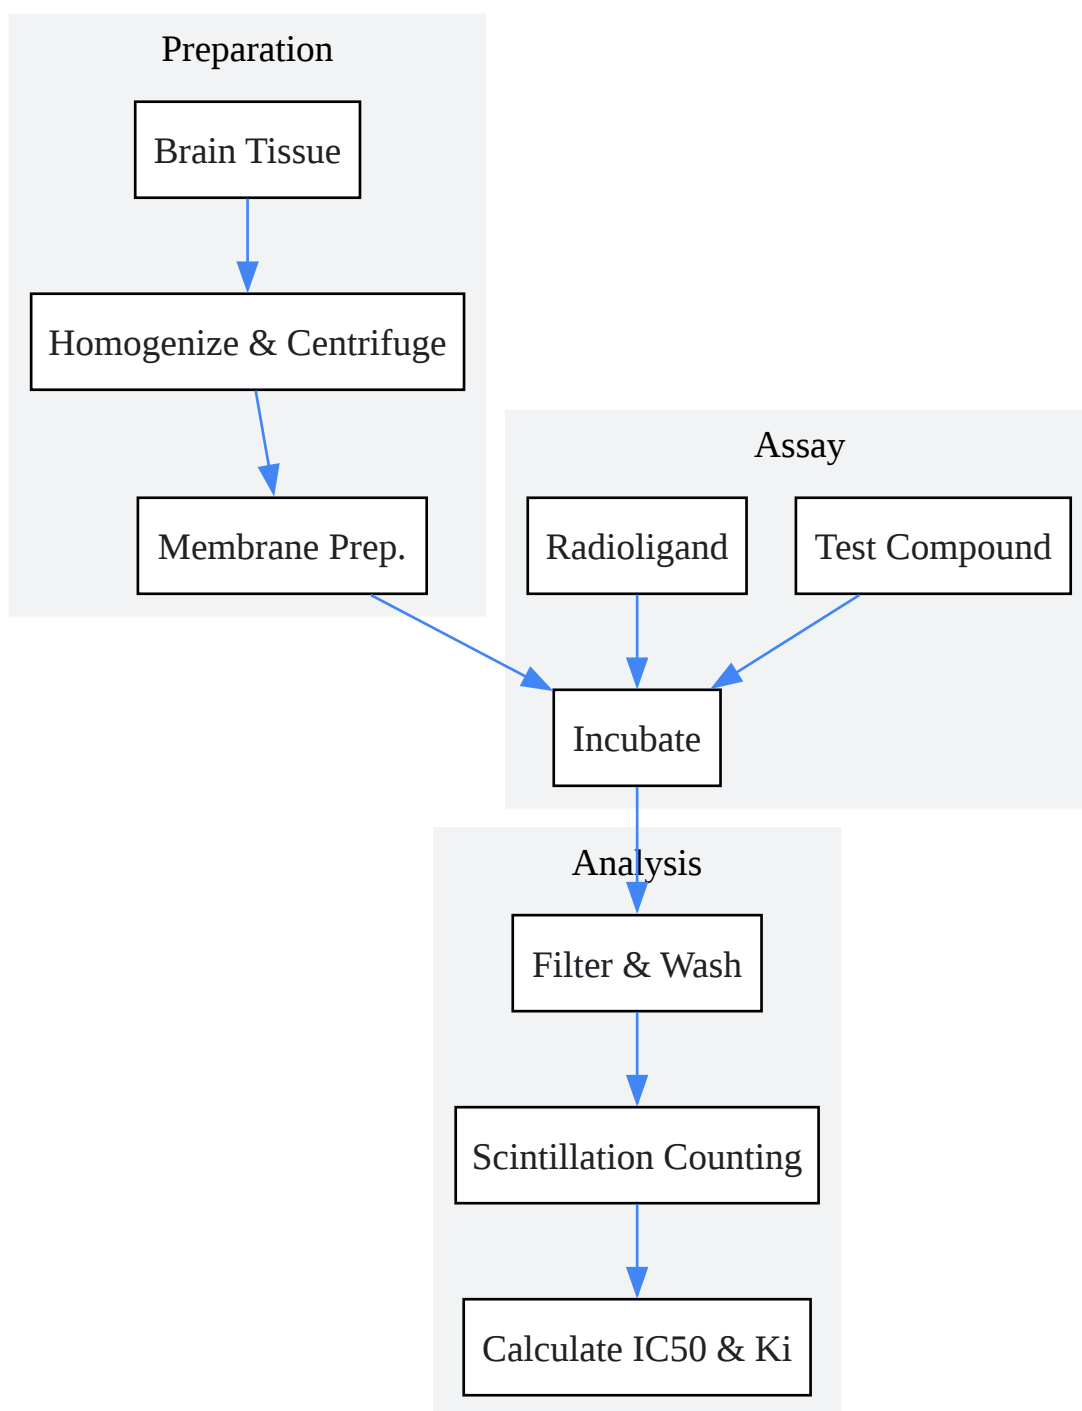 Preparation
Brain Tissue
Homogenize & Centrifuge
Membrane Prep.
Assay
Radioligand
Test Compound
Incubate
Analysis
Filter & Wash
Scintillation Counting
Calculate IC50 & Ki